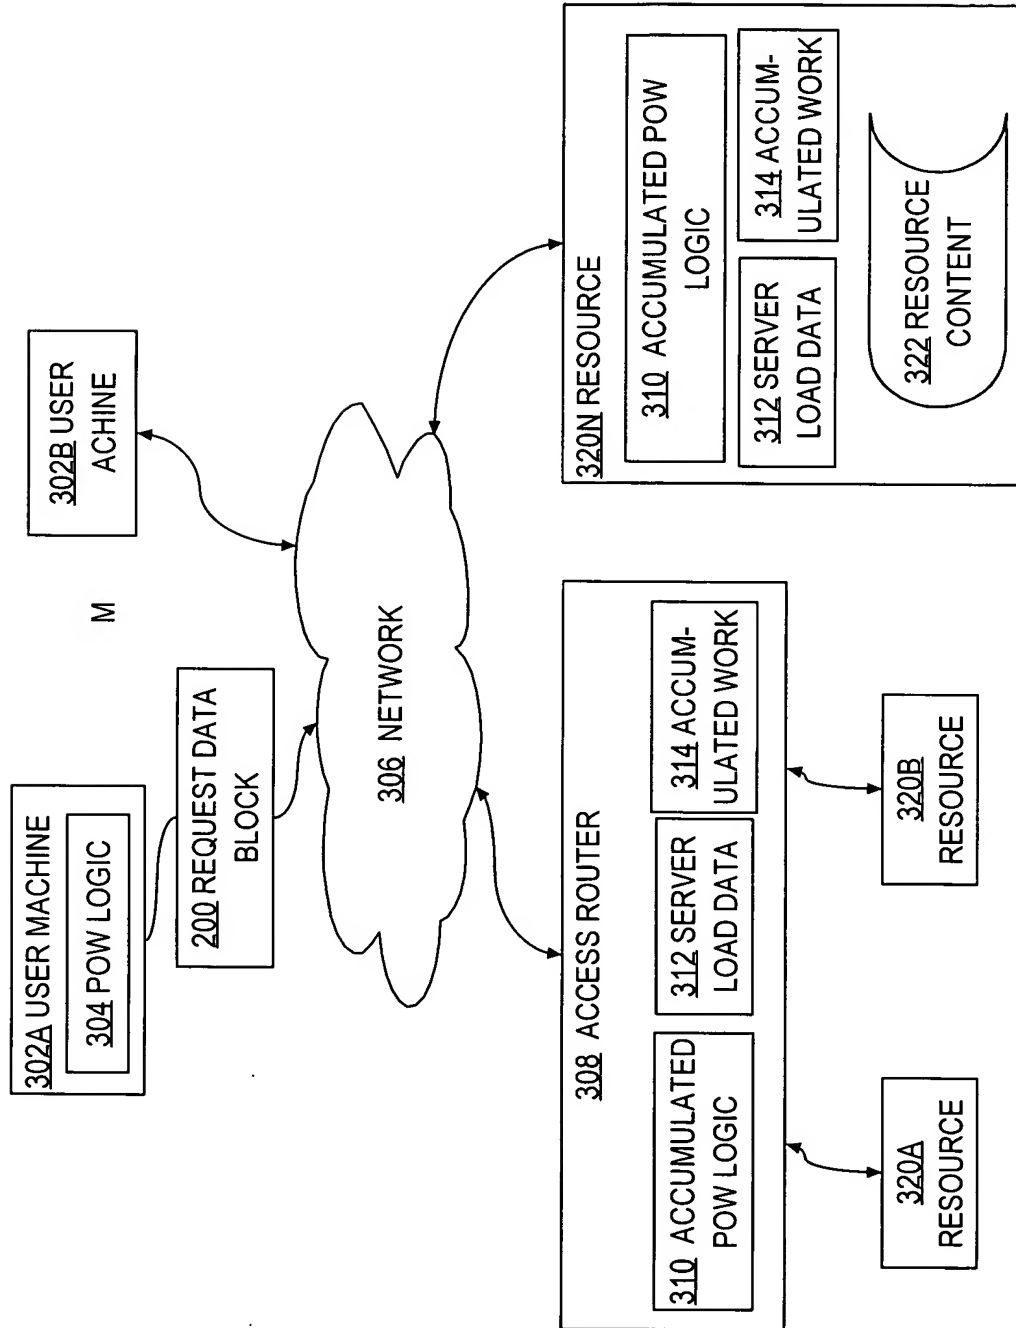 302A USER MACHINE
304 POW LOGIC
200 REQUEST DATA
BLOCK
M
302B USER
ACHINE
306 NETWORK
308 ACCESS ROUTER
310 ACCUMULATED
POW LOGIC
312 SERVER
LOAD DATA
314 ACCUM-
ULATED WORK
320A
RESOURCE
320B
RESOURCE
320N RESOURCE
310 ACCUMULATED POW
LOGIC
312 SERVER
LOAD DATA
314 ACCUM-
ULATED WORK
322 RESOURCE
CONTENT